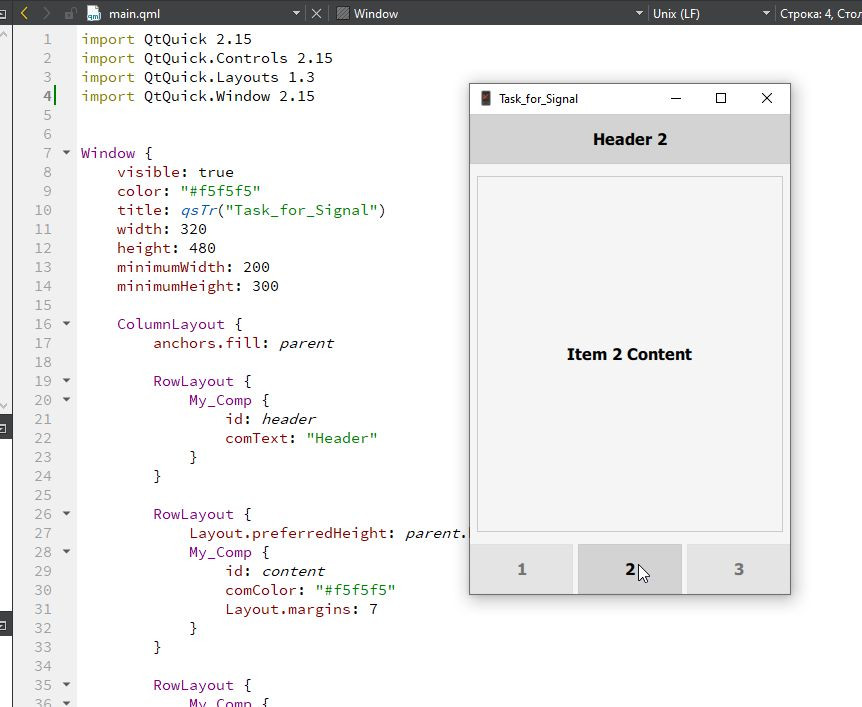 main.qml
Window
Unix (LF)
Строка: 4, Стол
1 import QtQuick 2.15
2 import QtQuick.Controls 2.15
3 import QtQuick.Layouts 1.3
4 import QtQuick.Window 2.15
5
6
7 Window {
8 visible: true
9 color: "#f5f5f5"
10 title: qsTr("Task_for_Signal")
11 width: 320
12 height: 480
13 minimumWidth: 200
14 minimumHeight: 300
15
16 ColumnLayout {
17 anchors.fill: parent
18
19 RowLayout {
20 My_Comp {
21 id: header
22 comText: "Header"
23 }
24 }
25
26 RowLayout {
27 Layout.preferredHeight: parent.
28 My_Comp {
29 id: content
30 comColor: "#f5f5f5"
31 Layout.margins: 7
32 }
33 }
34
35 RowLayout {
36 My_Comp {
Task_for_Signal
Header 2
Item 2 Content
1
2
3